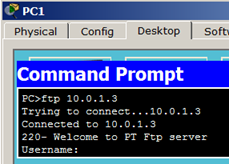 PC1
Physical Config Desktop
Command Prompt
PC>ftp 10.0.1.3
Trying to connect...10.0.1.3
Connected to 10.0.1.3
220- Welcome to PT Ftp server
Username: